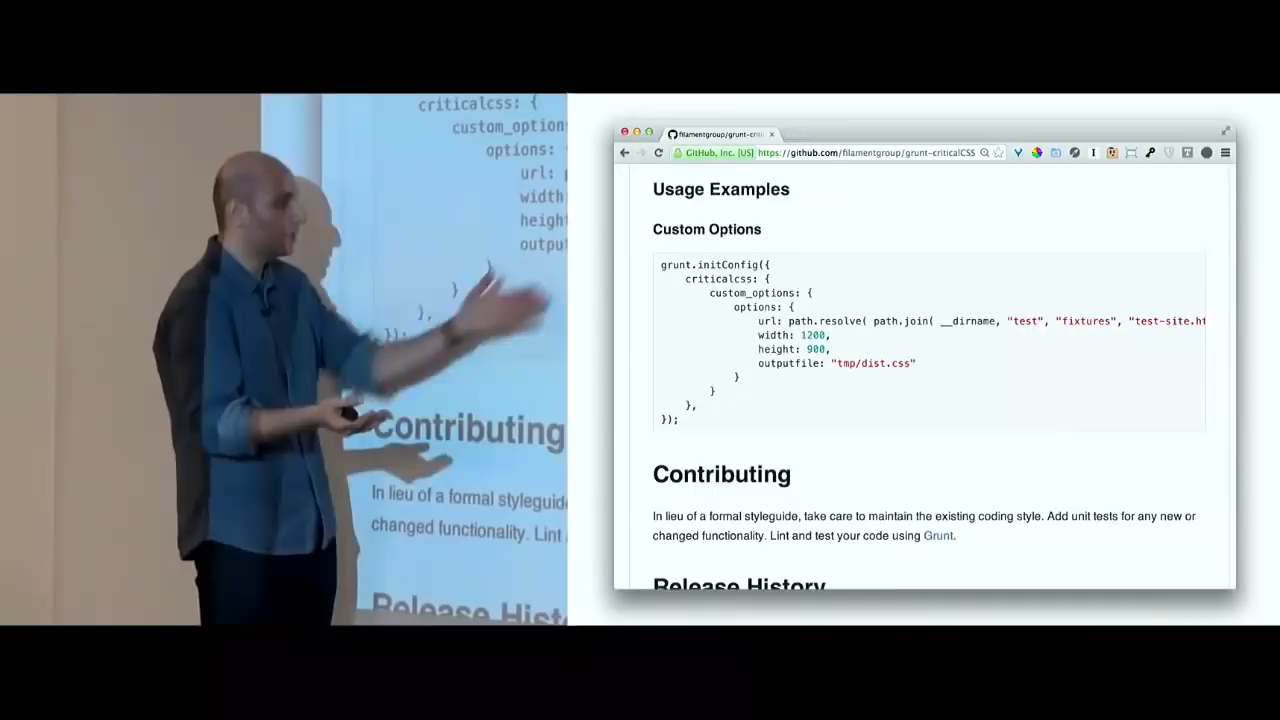 criticalcss: {
custom_option
options:
url:
width
height
outpu
}
},
});
Contributing
In lieu of a formal styleguide
changed functionality. Lint
Release Hist
filamentgroup/grunt-criti
GitHub, Inc. [US] https://github.com/filamentgroup/grunt-criticalCSS
Usage Examples
Custom Options
grunt.initConfig({
criticalcss: {
custom_options: {
options: {
url: path.resolve( path.join( __dirname, "test", "fixtures", "test-site.ht
width: 1200,
height: 900,
outputfile: "tmp/dist.css"
}
}
},
});
Contributing
In lieu of a formal styleguide, take care to maintain the existing coding style. Add unit tests for any new or
changed functionality. Lint and test your code using Grunt.
Release History